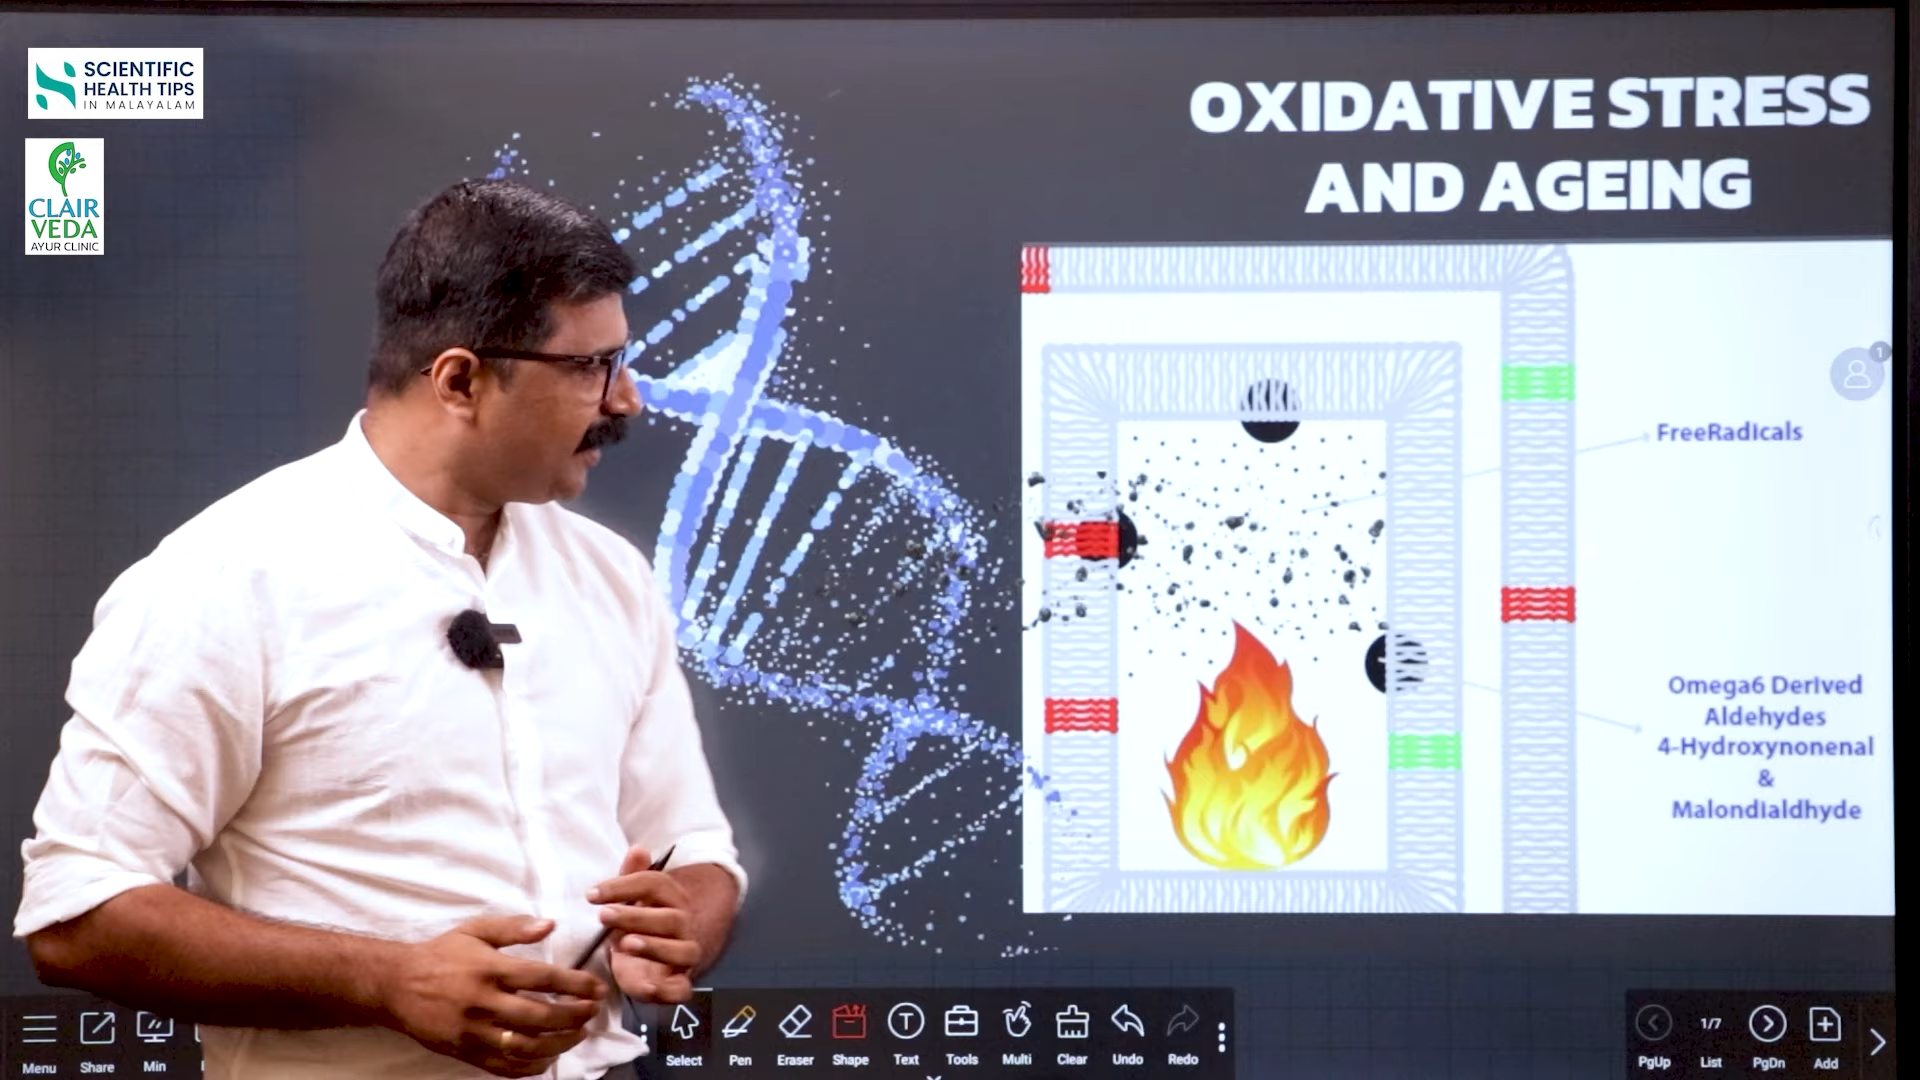 SCIENTIFIC
HEALTH TIPS
IN MALAYALAM
CLAIR
VEDA
AYUR CLINIC
OXIDATIVE STRESS
AND AGEING
1
FreeRadicals
Omega6 Derived
Aldehydes
4-Hydroxynonenal
&
Malondialdhyde
Menu
Share
Min
Select
Pen
Eraser
Shape
Text
Tools
Multi
Clear
Undo
Redo
PgUp
1/7
List
PgDn
Add